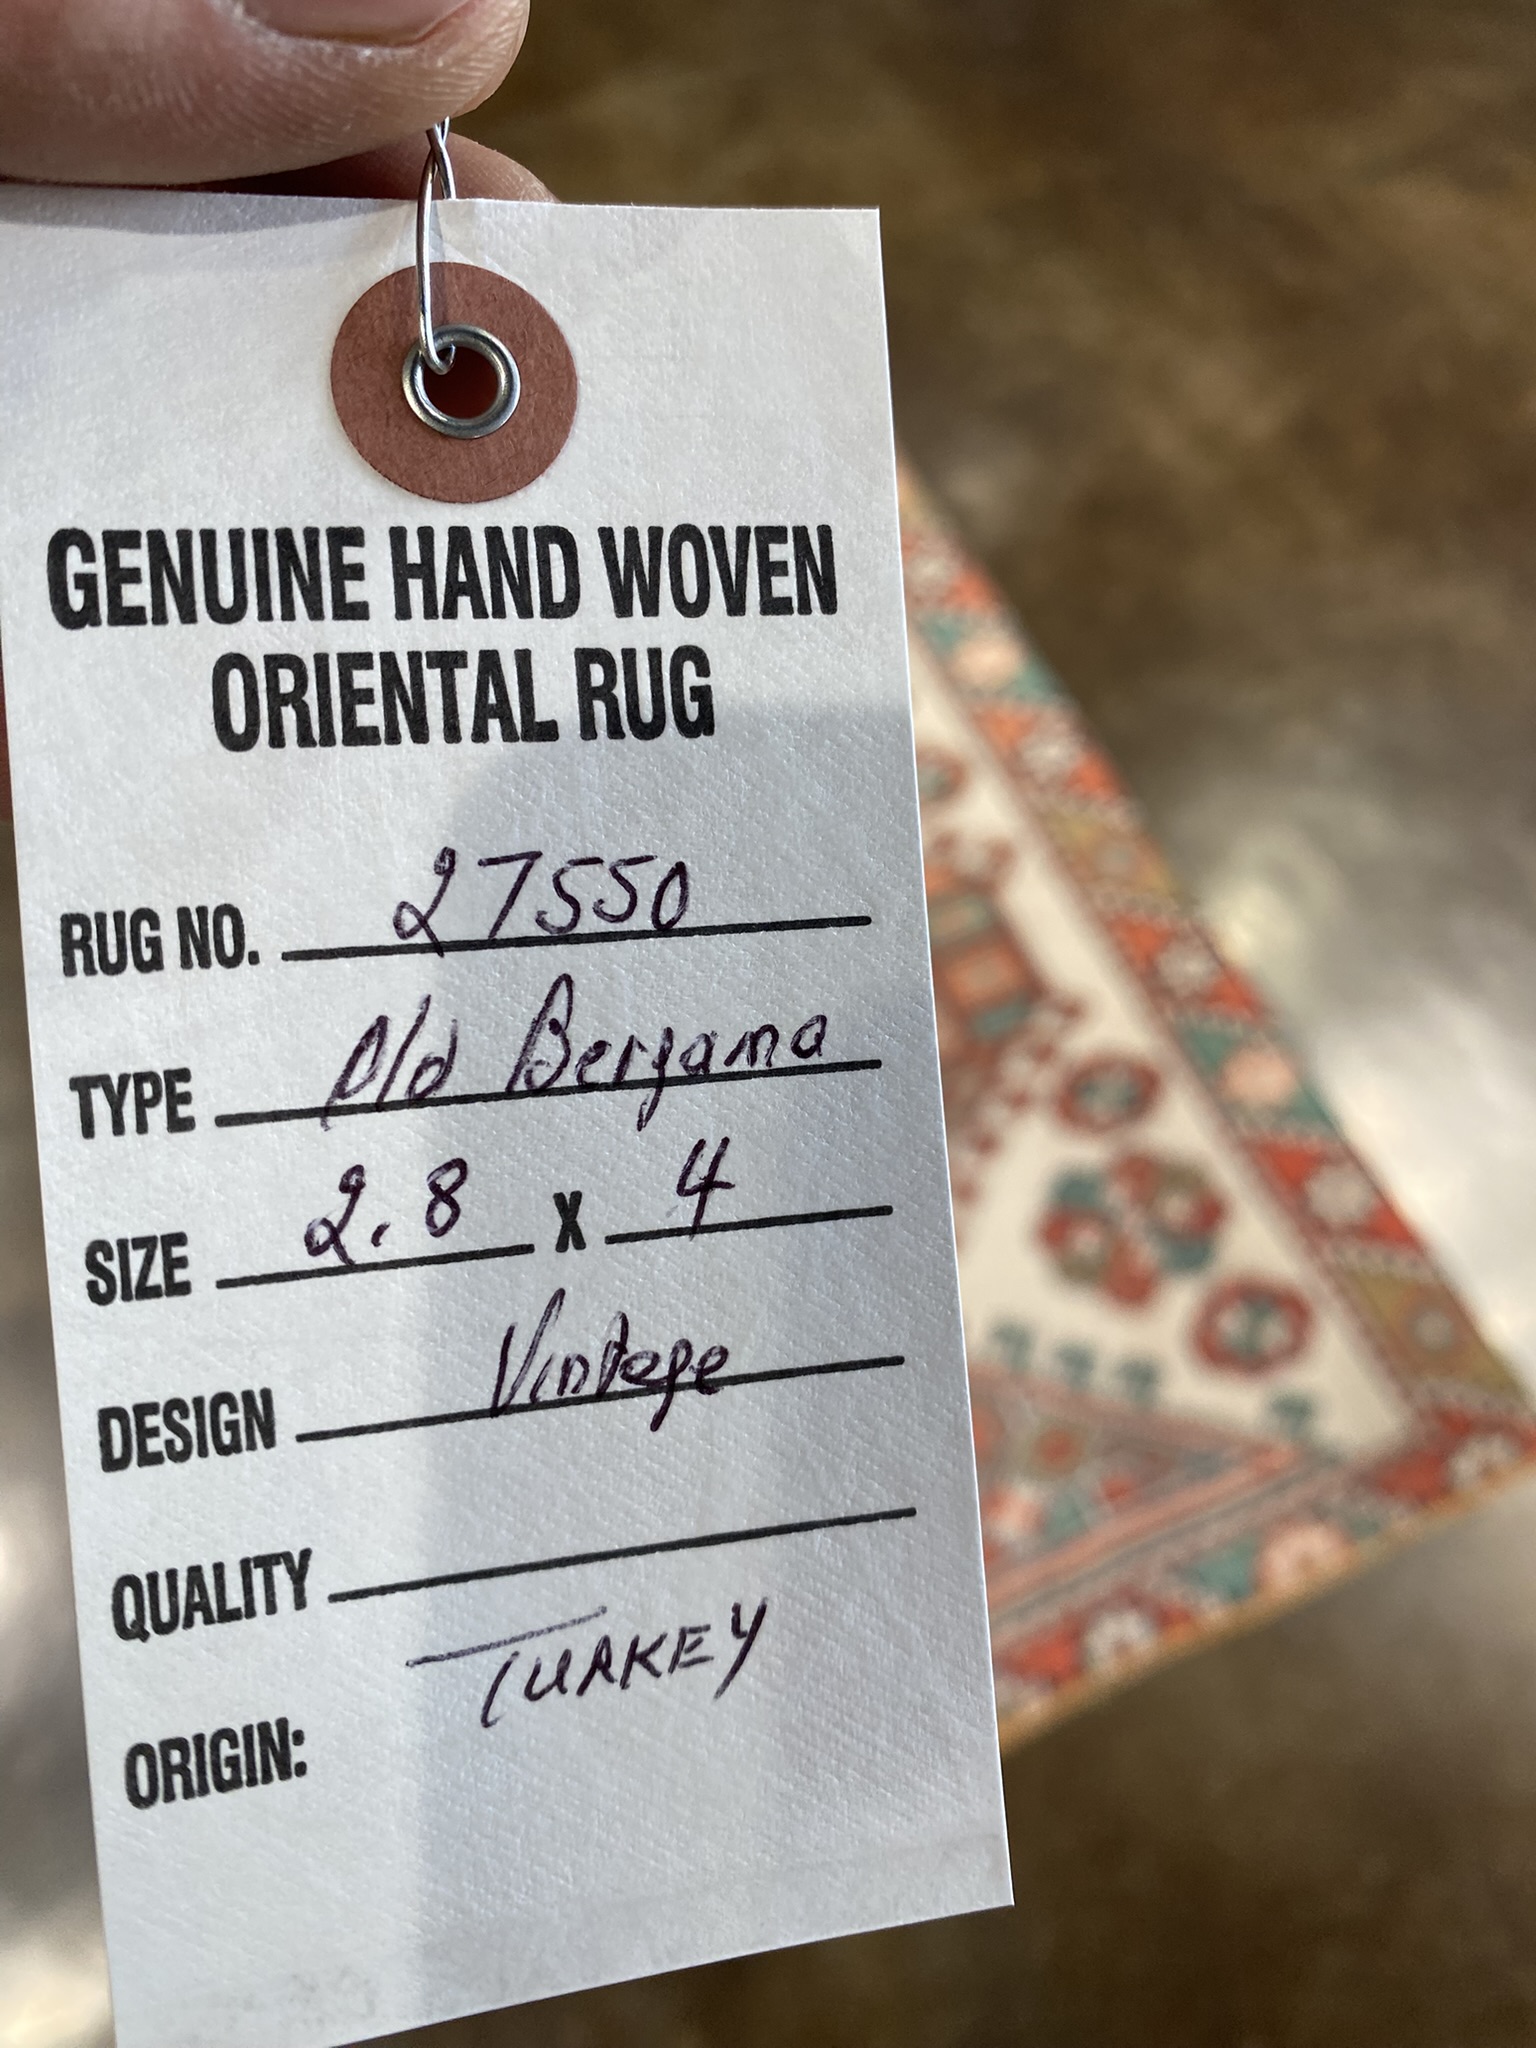 GENUINE HAND WOVEN
ORIENTAL RUG
RUG NO. 27550
TYPE Old Bergama
SIZE 2.8 X 4
DESIGN Vintage
QUALITY
TURKEY
ORIGIN: